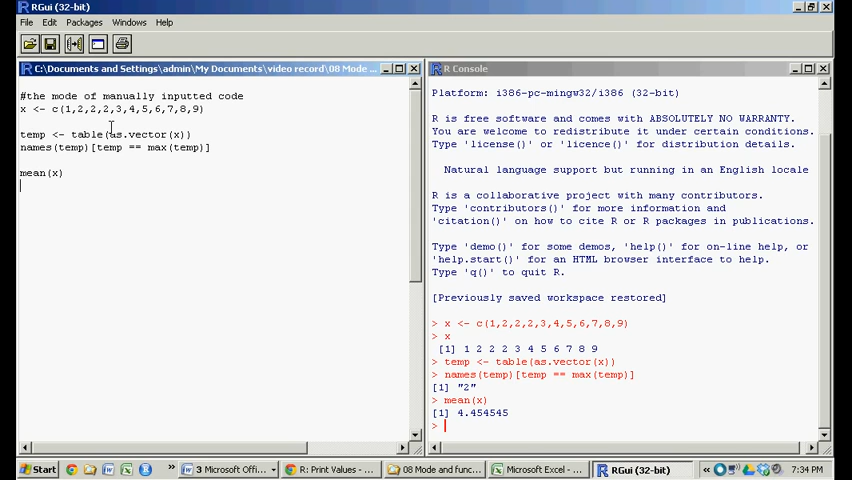 RGui (32-bit)
File Edit Packages Windows Help
C:\Documents and Settings\admin\My Documents\video record\08 Mode ...
#the mode of manually inputted code
x <- c(1,2,2,2,3,4,5,6,7,8,9)
temp <- table(as.vector(x))
names(temp)[temp == max(temp)]
mean(x)
R Console
Platform: i386-pc-mingw32/i386 (32-bit)
R is free software and comes with ABSOLUTELY NO WARRANTY.
You are welcome to redistribute it under certain conditions.
Type 'license()' or 'licence()' for distribution details.
Natural language support but running in an English locale
R is a collaborative project with many contributors.
Type 'contributors()' for more information and
'citation()' on how to cite R or R packages in publications.
Type 'demo()' for some demos, 'help()' for on-line help, or
'help.start()' for an HTML browser interface to help.
Type 'q()' to quit R.
[Previously saved workspace restored]
> x <- c(1,2,2,2,3,4,5,6,7,8,9)
> x
[1] 1 2 2 2 3 4 5 6 7 8 9
> temp <- table(as.vector(x))
> names(temp)[temp == max(temp)]
[1] "2"
> mean(x)
[1] 4.454545
>
Start » 3 Microsoft Offi... R: Print Values - ... 08 Mode and func... Microsoft Excel - ... RGui (32-bit) « 7:34 PM